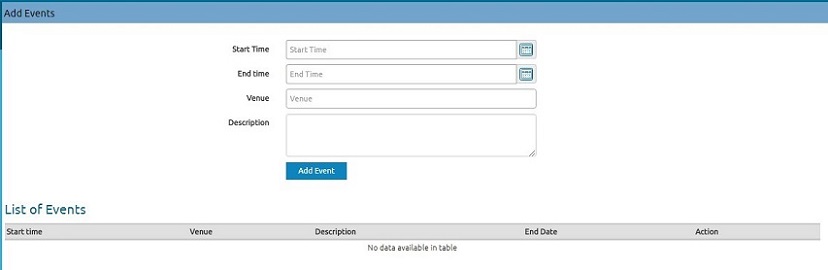 Add Events
Start Time Start Time
End time End Time
Venue Venue
Description
Add Event
List of Events
Start time Venue Description End Date Action
No data available in table